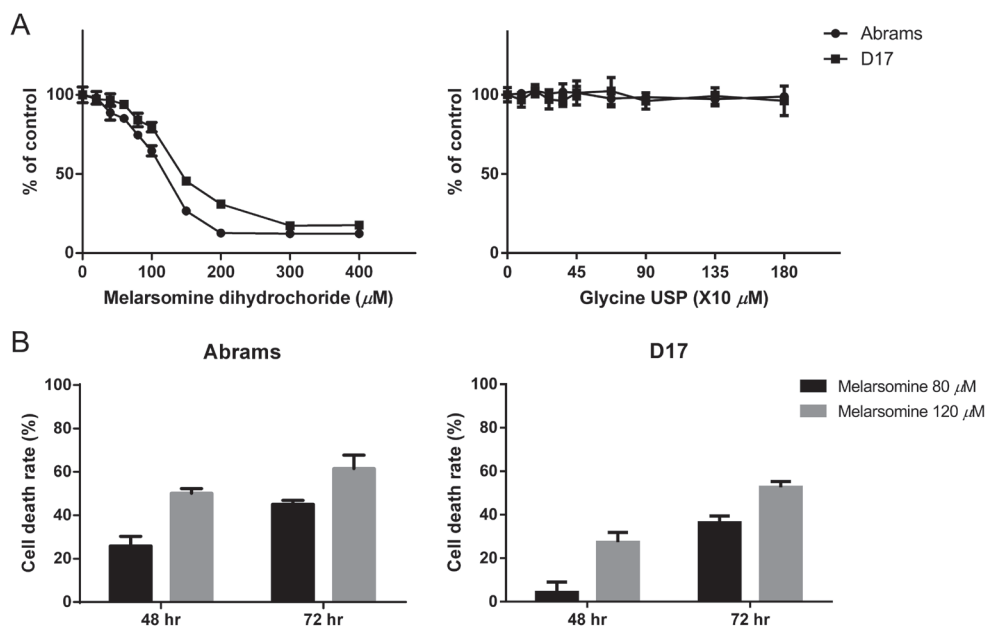 A
Abrams
D17
% of control
100
50
0
0 100 200 300 400
Melarsomine dihydrochoride (μM)
% of control
100
50
0
0 45 90 135 180
Glycine USP (X10 μM)
B
Abrams
Cell death rate (%)
100
80
60
40
20
0
48 hr 72 hr
D17
Cell death rate (%)
100
80
60
40
20
0
48 hr 72 hr
Melarsomine 80 μM
Melarsomine 120 μM